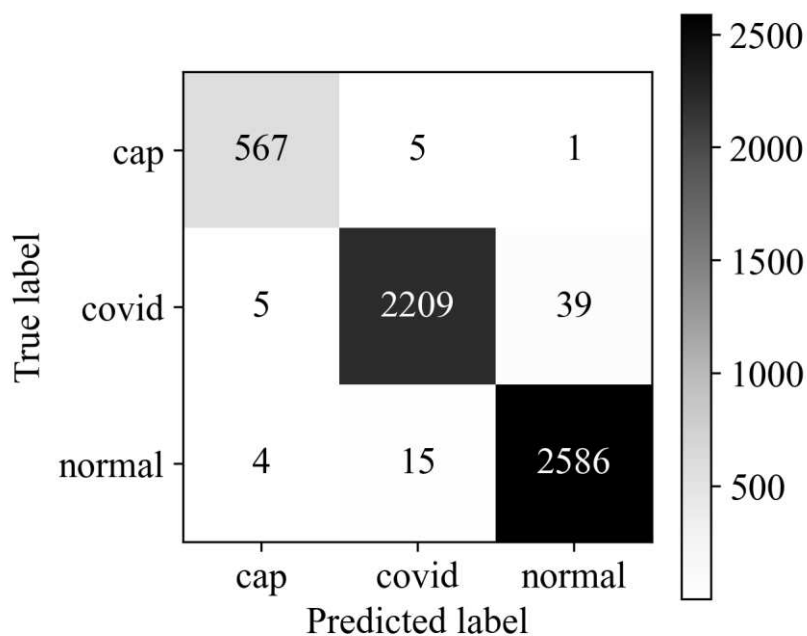 cap 567 5 1
covid 5 2209 39
normal 4 15 2586
cap covid normal
Predicted label
True label
2500
2000
1500
1000
500